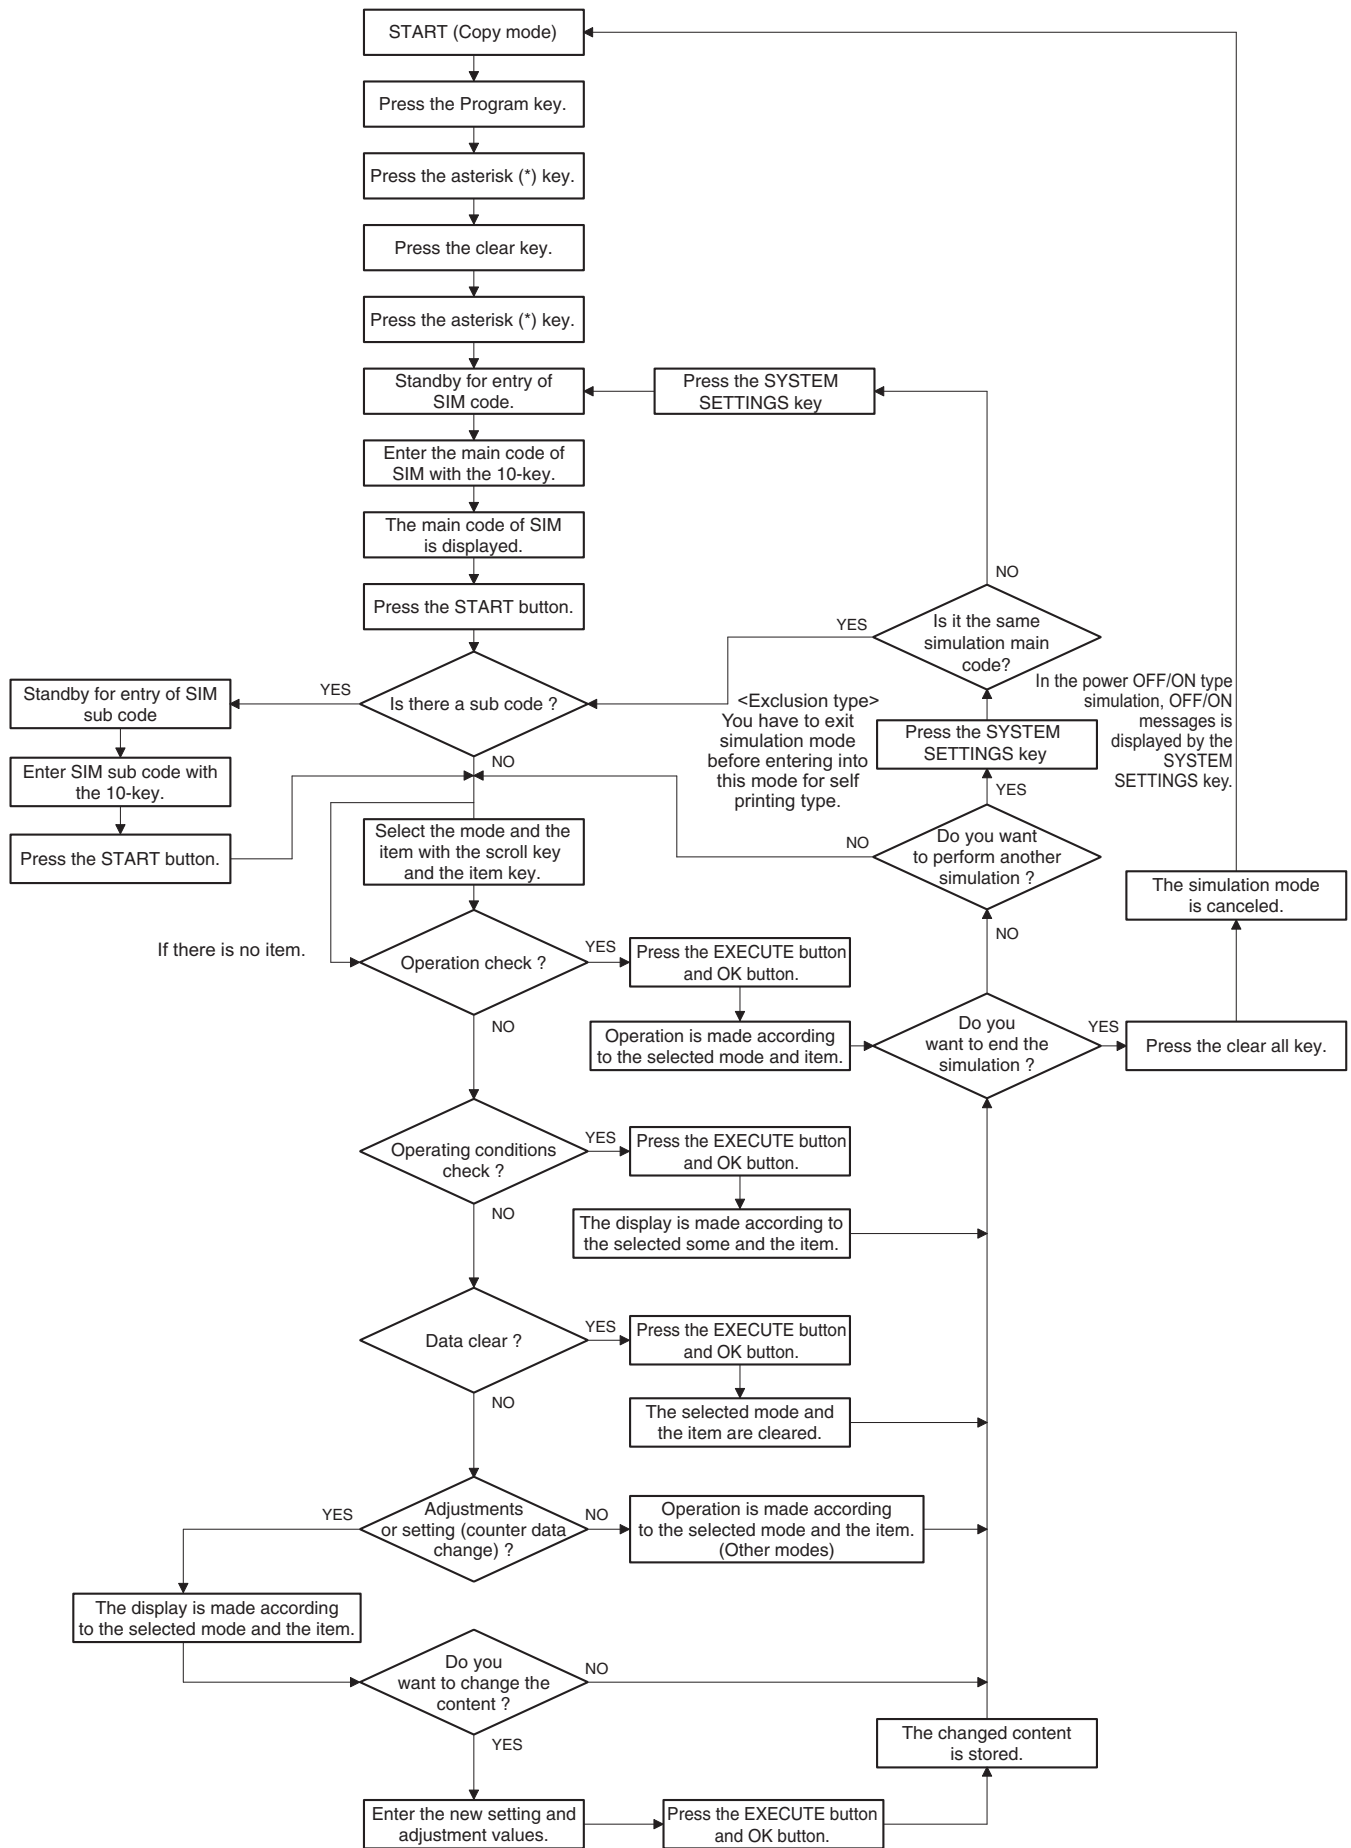 START (Copy mode)
Press the Program key.
Press the asterisk (*) key.
Press the clear key.
Press the asterisk (*) key.
Standby for entry of
SIM code.
Press the SYSTEM
SETTINGS key
Enter the main code of
SIM with the 10-key.
The main code of SIM
is displayed.
Press the START button.
NO
YES
Is it the same
simulation main
code?
Standby for entry of SIM
sub code
YES
Is there a sub code ?
<Exclusion type>
You have to exit
simulation mode
before entering into
this mode for self
printing type.
Press the SYSTEM
SETTINGS key
In the power OFF/ON type
simulation, OFF/ON
messages is
displayed by the
SYSTEM
SETTINGS key.
NO
YES
Enter SIM sub code with
the 10-key.
Press the START button.
Select the mode and the
item with the scroll key
and the item key.
NO
Do you want
to perform another
simulation ?
The simulation mode
is canceled.
NO
If there is no item.
Operation check ?
YES
Press the EXECUTE button
and OK button.
NO
Operation is made according
to the selected mode and item.
Do you
want to end the
simulation ?
YES
Press the clear all key.
Operating conditions
check ?
YES
Press the EXECUTE button
and OK button.
NO
The display is made according to
the selected some and the item.
Data clear ?
YES
Press the EXECUTE button
and OK button.
NO
The selected mode and
the item are cleared.
YES
Adjustments
or setting (counter data
change) ?
NO
Operation is made according
to the selected mode and the item.
(Other modes)
The display is made according
to the selected mode and the item.
Do you
want to change the
content ?
NO
YES
The changed content
is stored.
Enter the new setting and
adjustment values.
Press the EXECUTE button
and OK button.